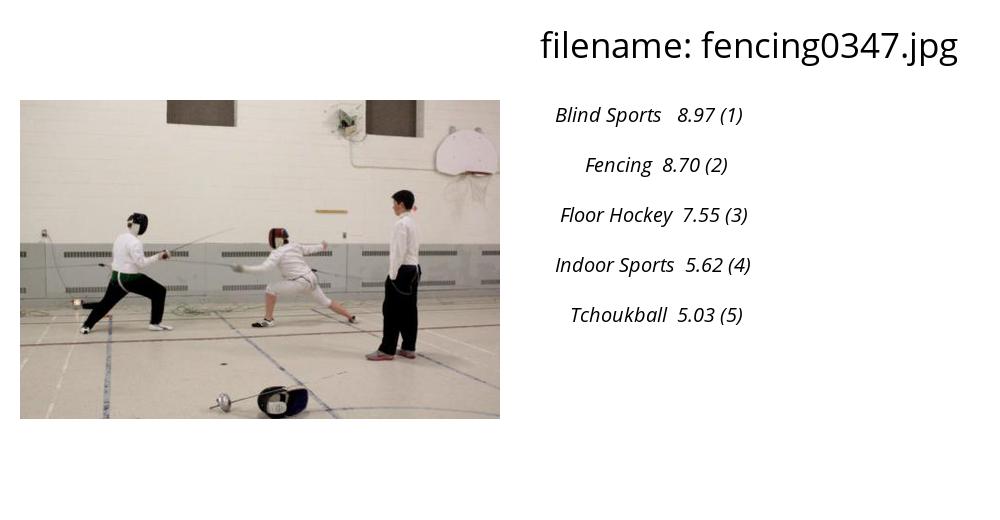 filename: fencing0347.jpg
Blind Sports 8.97 (1)
Fencing 8.70 (2)
Floor Hockey 7.55 (3)
Indoor Sports 5.62 (4)
Tchoukball 5.03 (5)